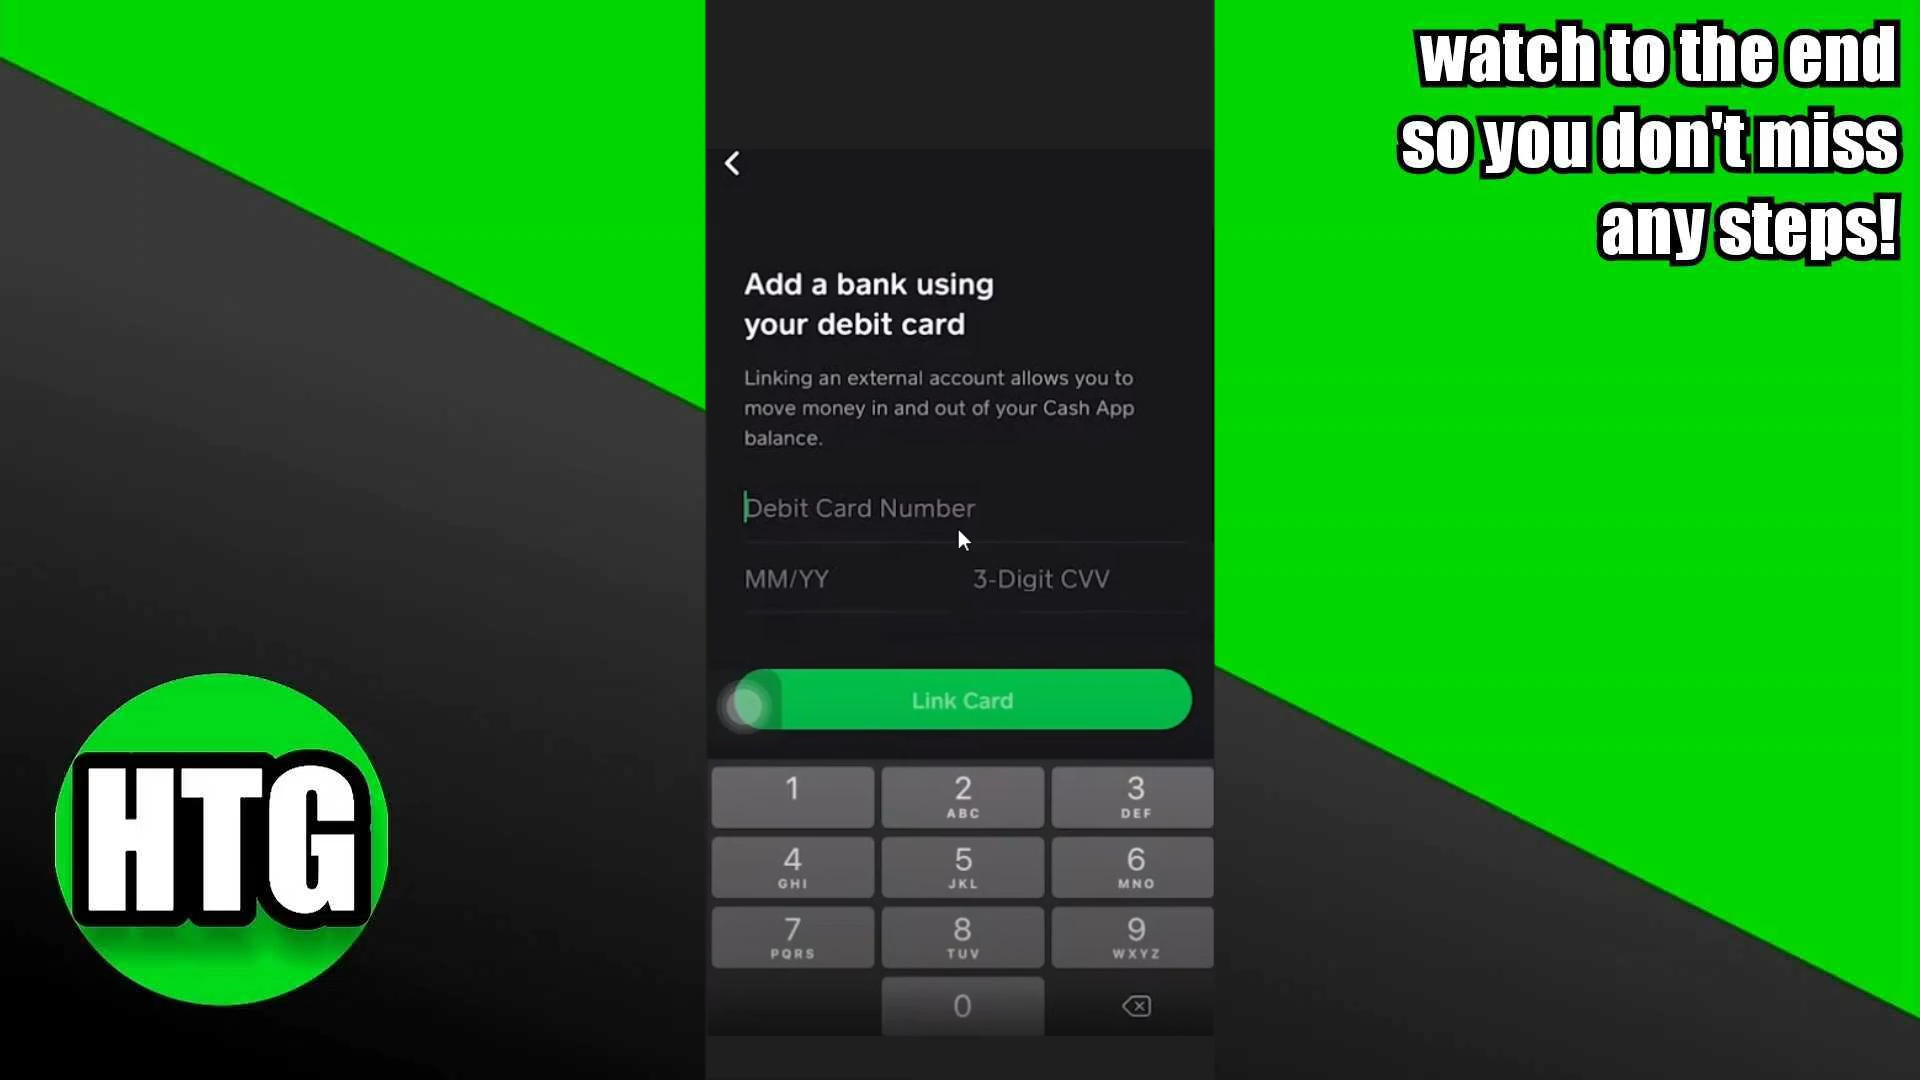 watch to the end
so you don't miss
any steps!
Add a bank using
your debit card
Linking an external account allows you to
move money in and out of your Cash App
balance.
Debit Card Number
MM/YY 3-Digit CVV
Link Card
1 2 3
ABC DEF
4 5 6
GHI JKL MNO
7 8 9
PQRS TUV WXYZ
0
HTG